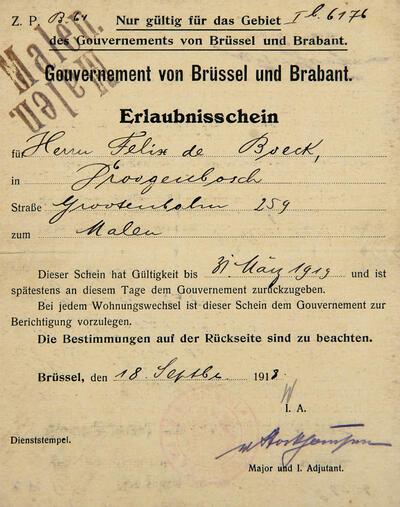 Z. P. B. 61 Nur gültig für das Gebiet I b. 6176
des Gouvernements von Brüssel und Brabant.
Malen.
Malen.
Gouvernement von Brüssel und Brabant.
Erlaubnisschein
für Herrn Felix de Boeck,
in Droogenbosch
Straße Grootenbalm 259
zum Malen
Dieser Schein hat Gültigkeit bis 31. März 1919 und ist
spätestens an diesem Tage dem Gouvernement zurückzugeben.
Bei jedem Wohnungswechsel ist dieser Schein dem Gouvernement zur
Berichtigung vorzulegen.
Die Bestimmungen auf der Rückseite sind zu beachten.
Brüssel, den 18. Septbr 1918.
I. A.
Dienststempel.
Major und I. Adjutant.